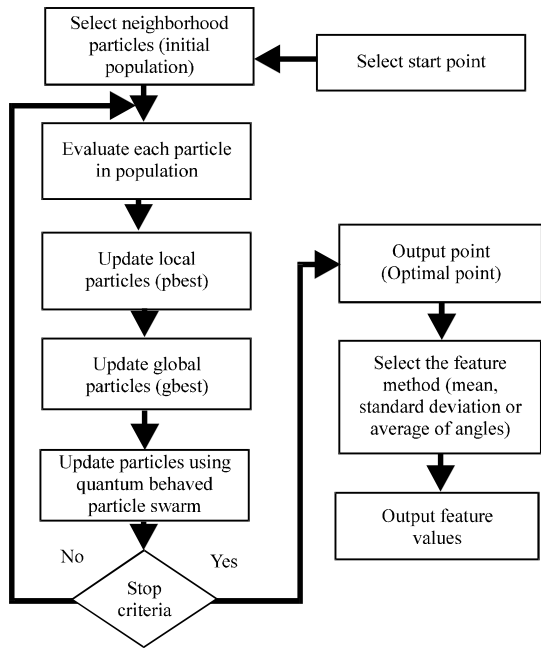 Select neighborhood
particles (initial
population)
Select start point
Evaluate each particle
in population
Update local
particles (pbest)
Update global
particles (gbest)
Update particles using
quantum behaved
particle swarm
No
Yes
Stop
criteria
Output point
(Optimal point)
Select the feature
method (mean,
standard deviation or
average of angles)
Output feature
values